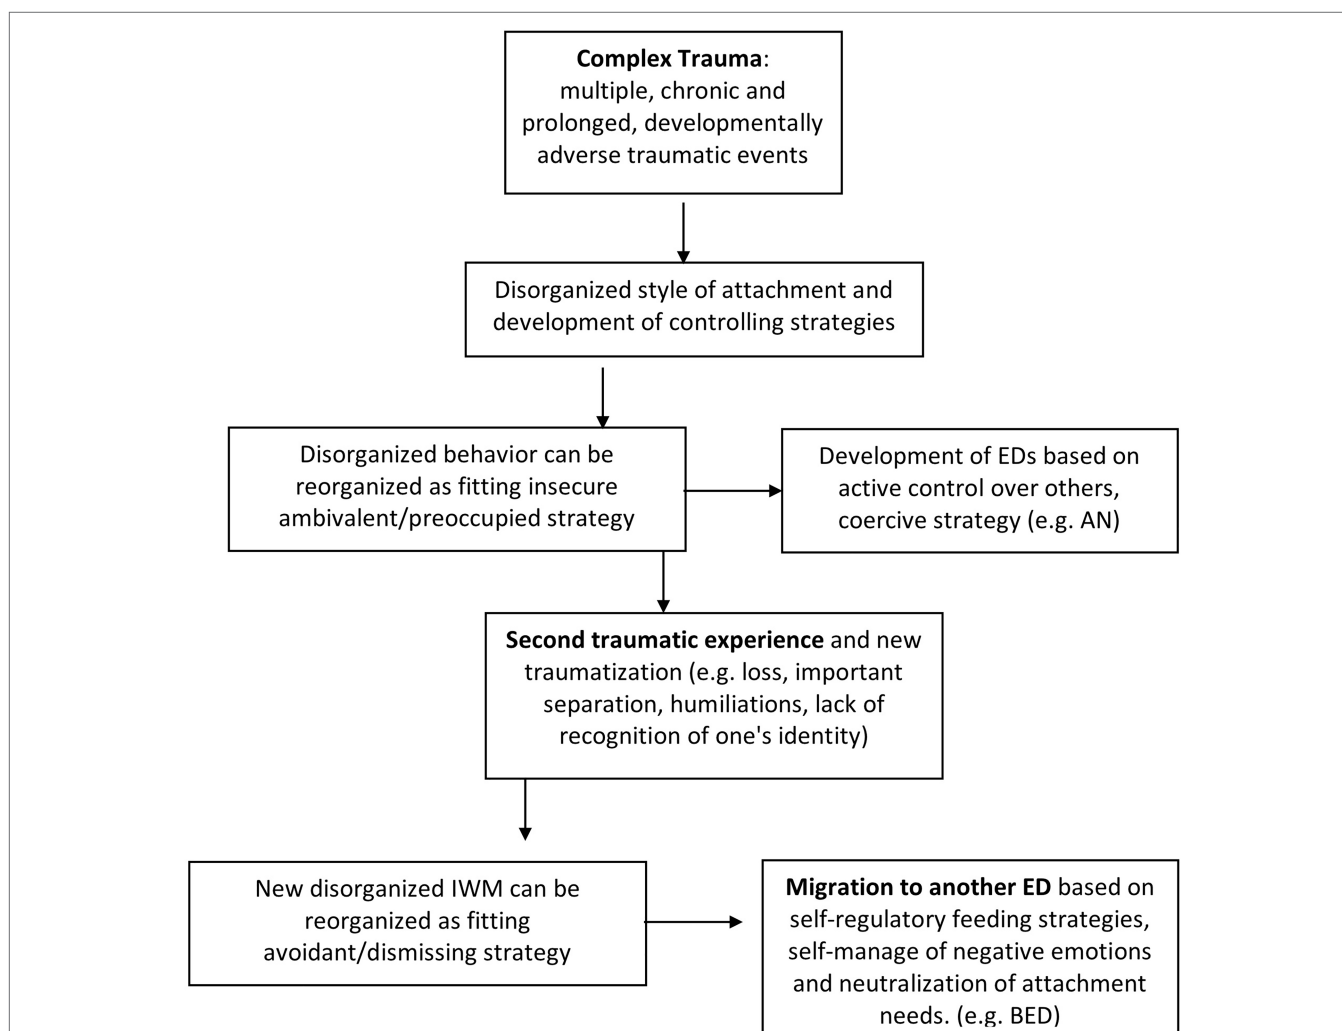 Complex Trauma:
multiple, chronic and
prolonged, developmentally
adverse traumatic events
Disorganized style of attachment and
development of controlling strategies
Disorganized behavior can be
reorganized as fitting insecure
ambivalent/preoccupied strategy
Development of EDs based on
active control over others,
coercive strategy (e.g. AN)
Second traumatic experience and new
traumatization (e.g. loss, important
separation, humiliations, lack of
recognition of one's identity)
New disorganized IWM can be
reorganized as fitting
avoidant/dismissing strategy
Migration to another ED based on
self-regulatory feeding strategies,
self-manage of negative emotions
and neutralization of attachment
needs. (e.g. BED)